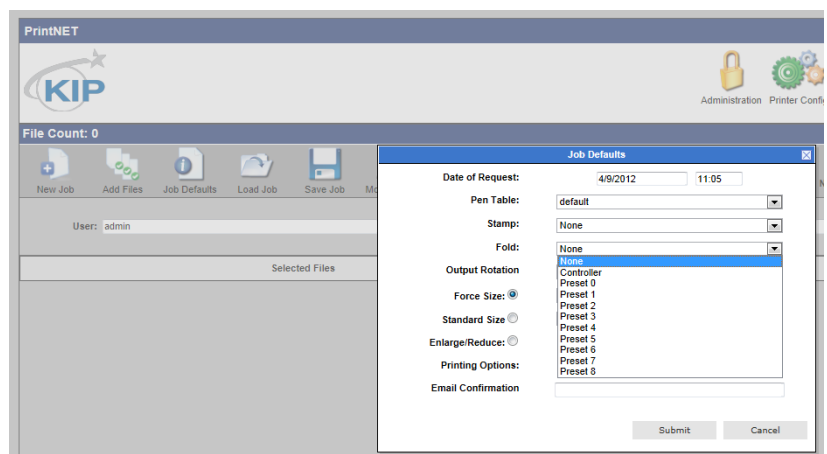 PrintNET
KIP
Administration Printer Confi
File Count: 0
New Job Add Files Job Defaults Load Job Save Job Mo
User: admin
Selected Files
Job Defaults
Date of Request: 4/9/2012 11:05
Pen Table: default
Stamp: None
Fold: None
None
Controller
Preset 0
Preset 1
Preset 2
Preset 3
Preset 4
Preset 5
Preset 6
Preset 7
Preset 8
Output Rotation
Force Size:
Standard Size
Enlarge/Reduce:
Printing Options:
Email Confirmation
Submit Cancel